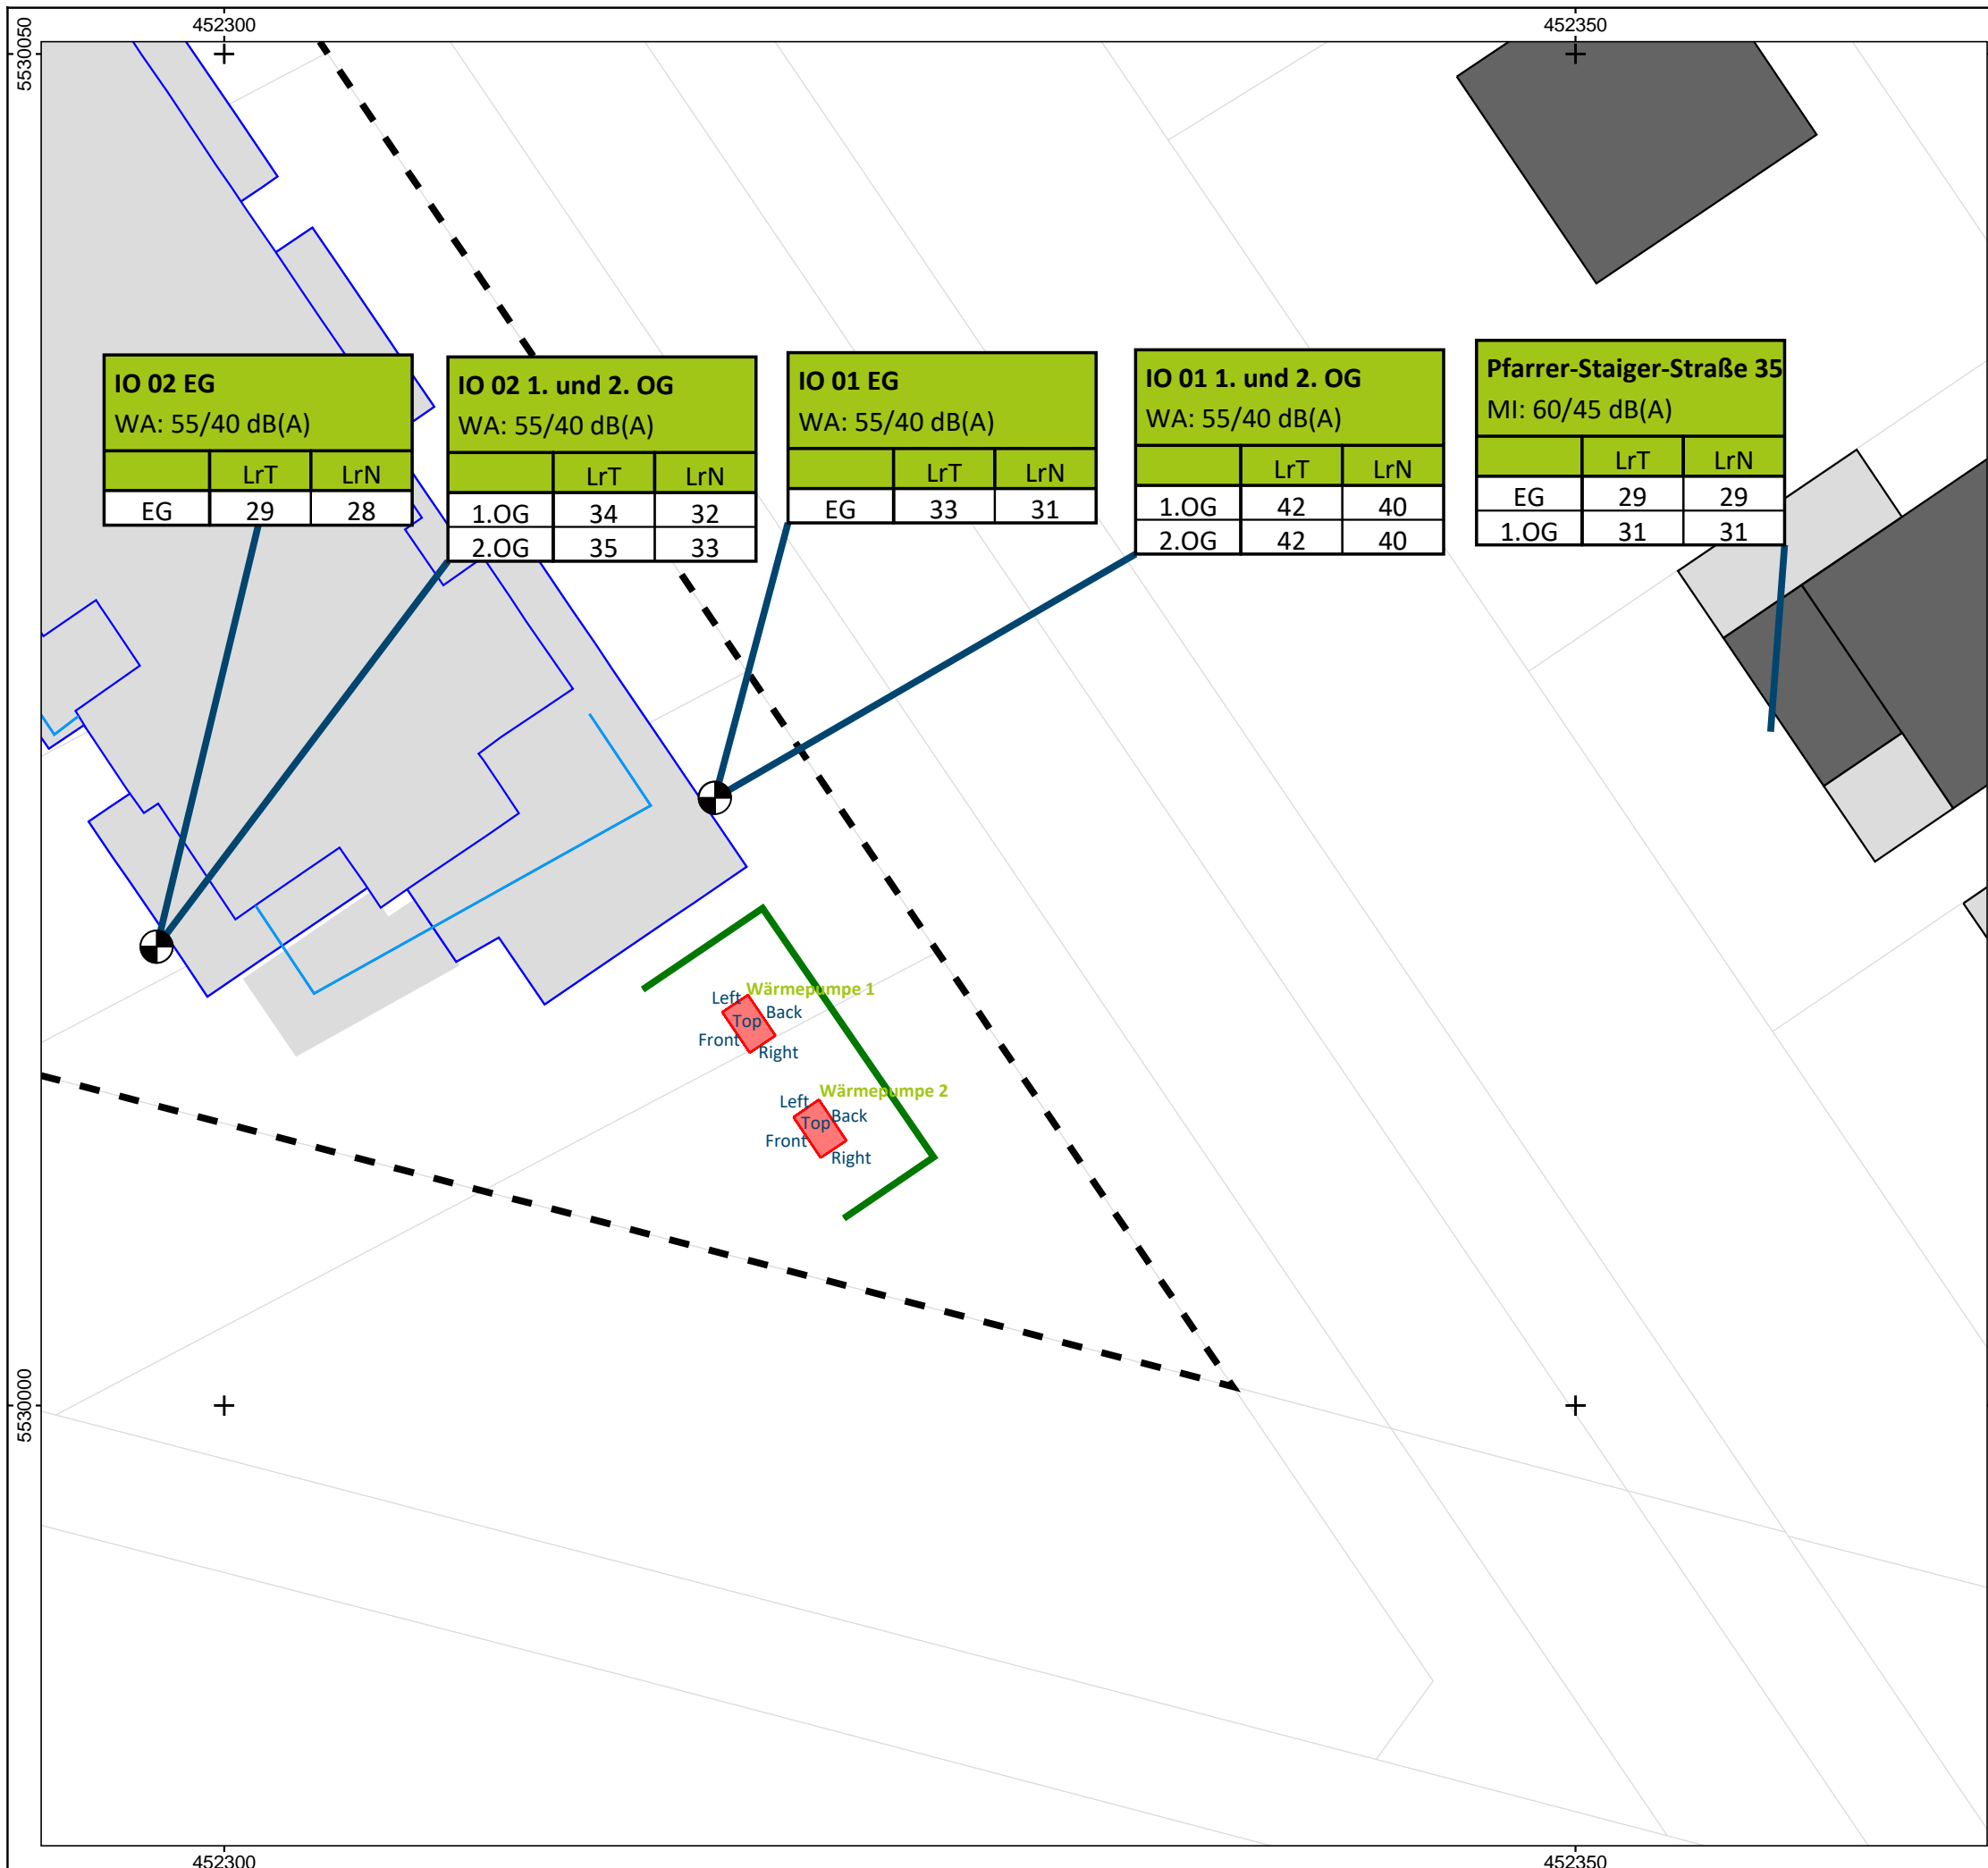 452300
452350
5530050
IO 02 EG
WA: 55/40 dB(A)
LrT LrN
EG 29 28
IO 02 1. und 2. OG
WA: 55/40 dB(A)
LrT LrN
1.OG 34 32
2.OG 35 33
IO 01 EG
WA: 55/40 dB(A)
LrT LrN
EG 33 31
IO 01 1. und 2. OG
WA: 55/40 dB(A)
LrT LrN
1.OG 42 40
2.OG 42 40
Pfarrer-Staiger-Straße 35
MI: 60/45 dB(A)
LrT LrN
EG 29 29
1.OG 31 31
Wärmepumpe 1
Left
Back
Top
Front
Right
Wärmepumpe 2
Left
Back
Top
Front
Right
5530000
452300
452350